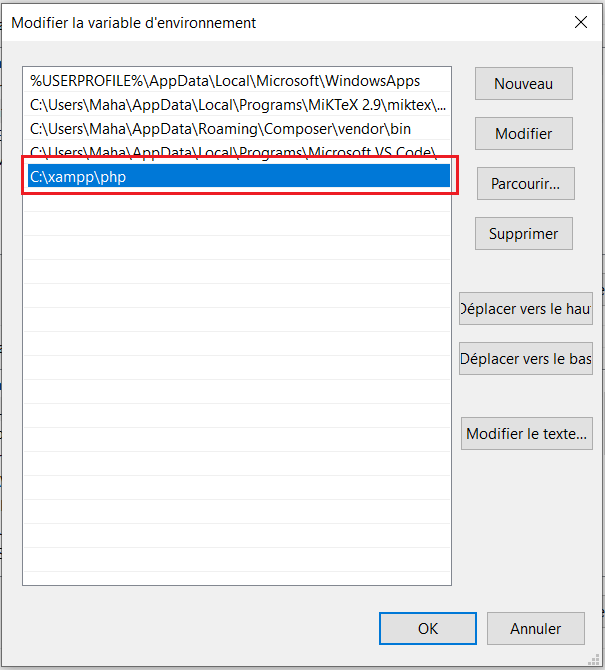 Modifier la variable d'environnement
%USERPROFILE%\AppData\Local\Microsoft\WindowsApps
C:\Users\Maha\AppData\Local\Programs\MiKTeX 2.9\miktex\...
C:\Users\Maha\AppData\Roaming\Composer\vendor\bin
C:\Users\Maha\AppData\Local\Programs\Microsoft VS Code\
C:\xampp\php
Nouveau
Modifier
Parcourir...
Supprimer
Déplacer vers le hau
Déplacer vers le bas
Modifier le texte...
OK
Annuler